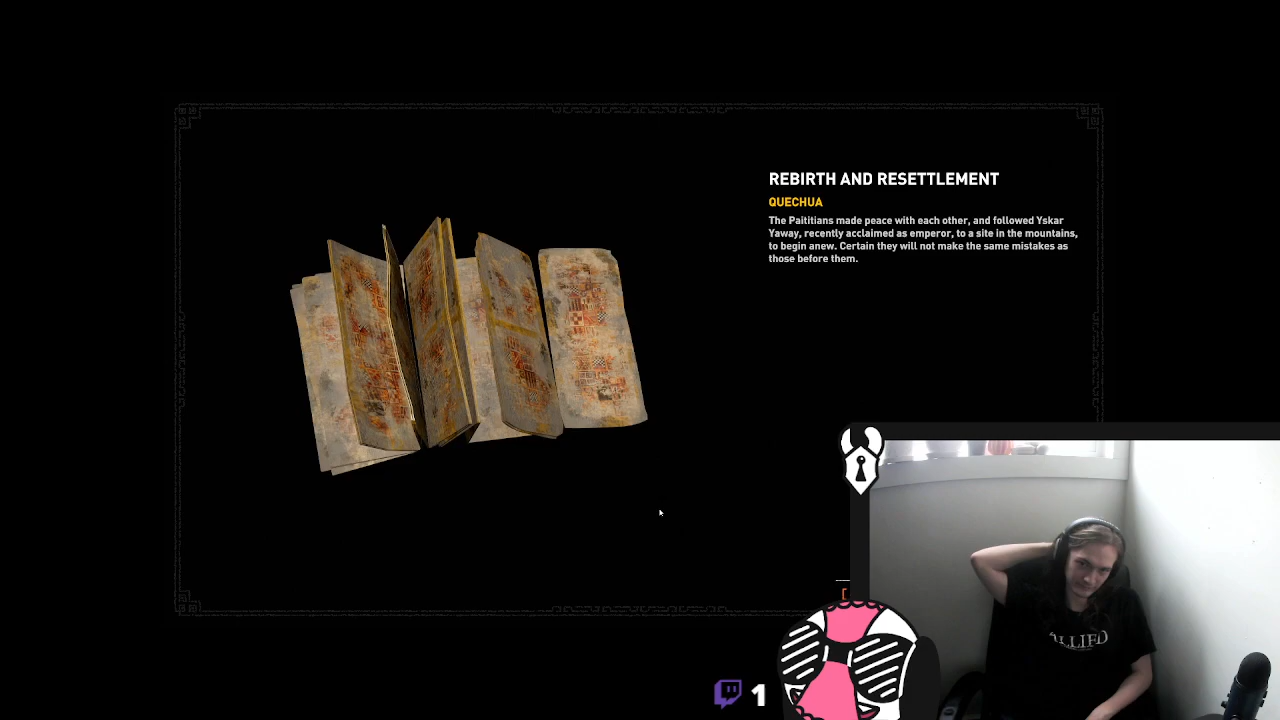 REBIRTH AND RESETTLEMENT
QUECHUA
The Paititians made peace with each other, and followed Yskar
Yaway, recently acclaimed as emperor, to a site in the mountains,
to begin anew. Certain they will not make the same mistakes as
those before them.
1